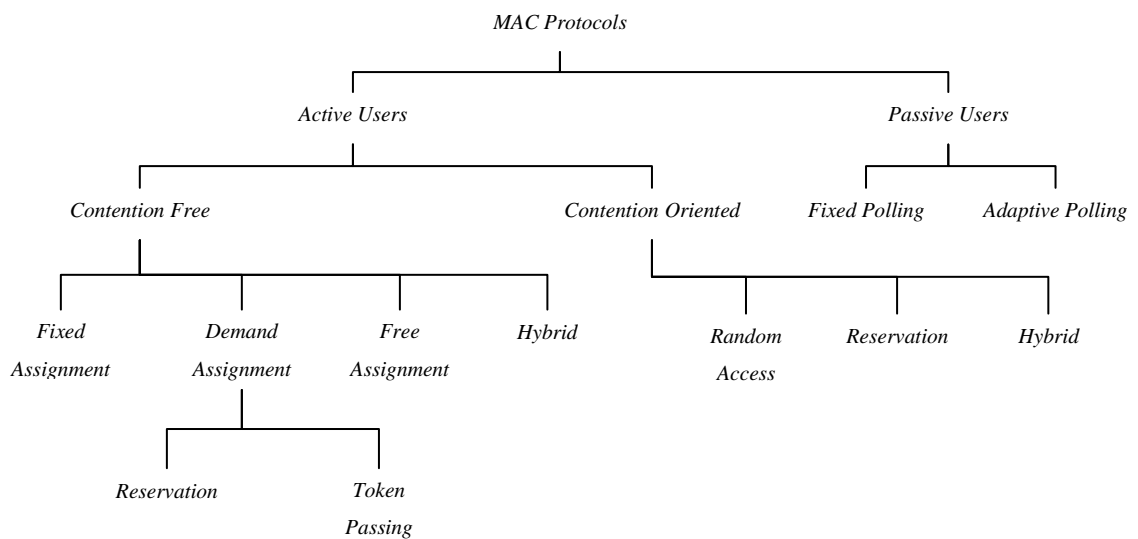 MAC Protocols
Active Users
Passive Users
Contention Free
Contention Oriented
Fixed Polling
Adaptive Polling
Fixed
Assignment
Demand
Assignment
Free
Assignment
Hybrid
Random
Access
Reservation
Hybrid
Reservation
Token
Passing